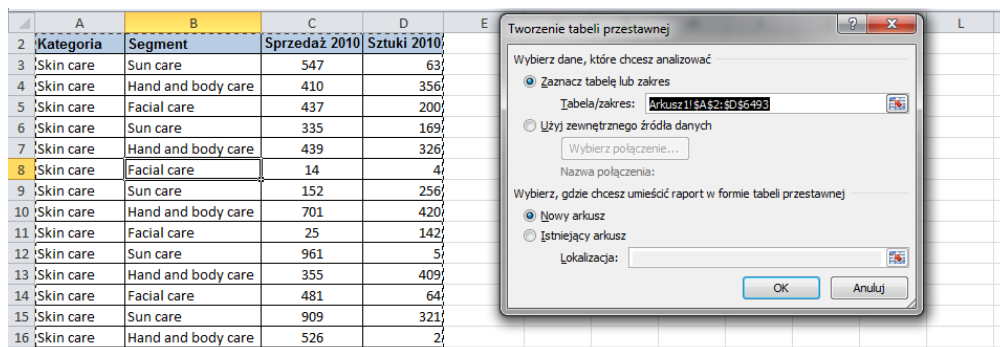 A B C D E L
2 Kategoria Segment Sprzedaż 2010 Sztuki 2010
3 Skin care Sun care 547 63
4 Skin care Hand and body care 410 356
5 Skin care Facial care 437 200
6 Skin care Sun care 335 169
7 Skin care Hand and body care 439 326
8 Skin care Facial care 14 4
9 Skin care Sun care 152 256
10 Skin care Hand and body care 701 420
11 Skin care Facial care 25 142
12 Skin care Sun care 961 5
13 Skin care Hand and body care 355 409
14 Skin care Facial care 481 64
15 Skin care Sun care 909 321
16 Skin care Hand and body care 526 2
Tworzenie tabeli przestawnej
Wybierz dane, które chcesz analizować
Zaznacz tabelę lub zakres
Tabela/zakres: Arkusz1!$A$2:$D$6493
Użyj zewnętrznego źródła danych
Wybierz połączenie...
Nazwa połączenia:
Wybierz, gdzie chcesz umieścić raport w formie tabeli przestawnej
Nowy arkusz
Istniejący arkusz
Lokalizacja:
OK Anuluj